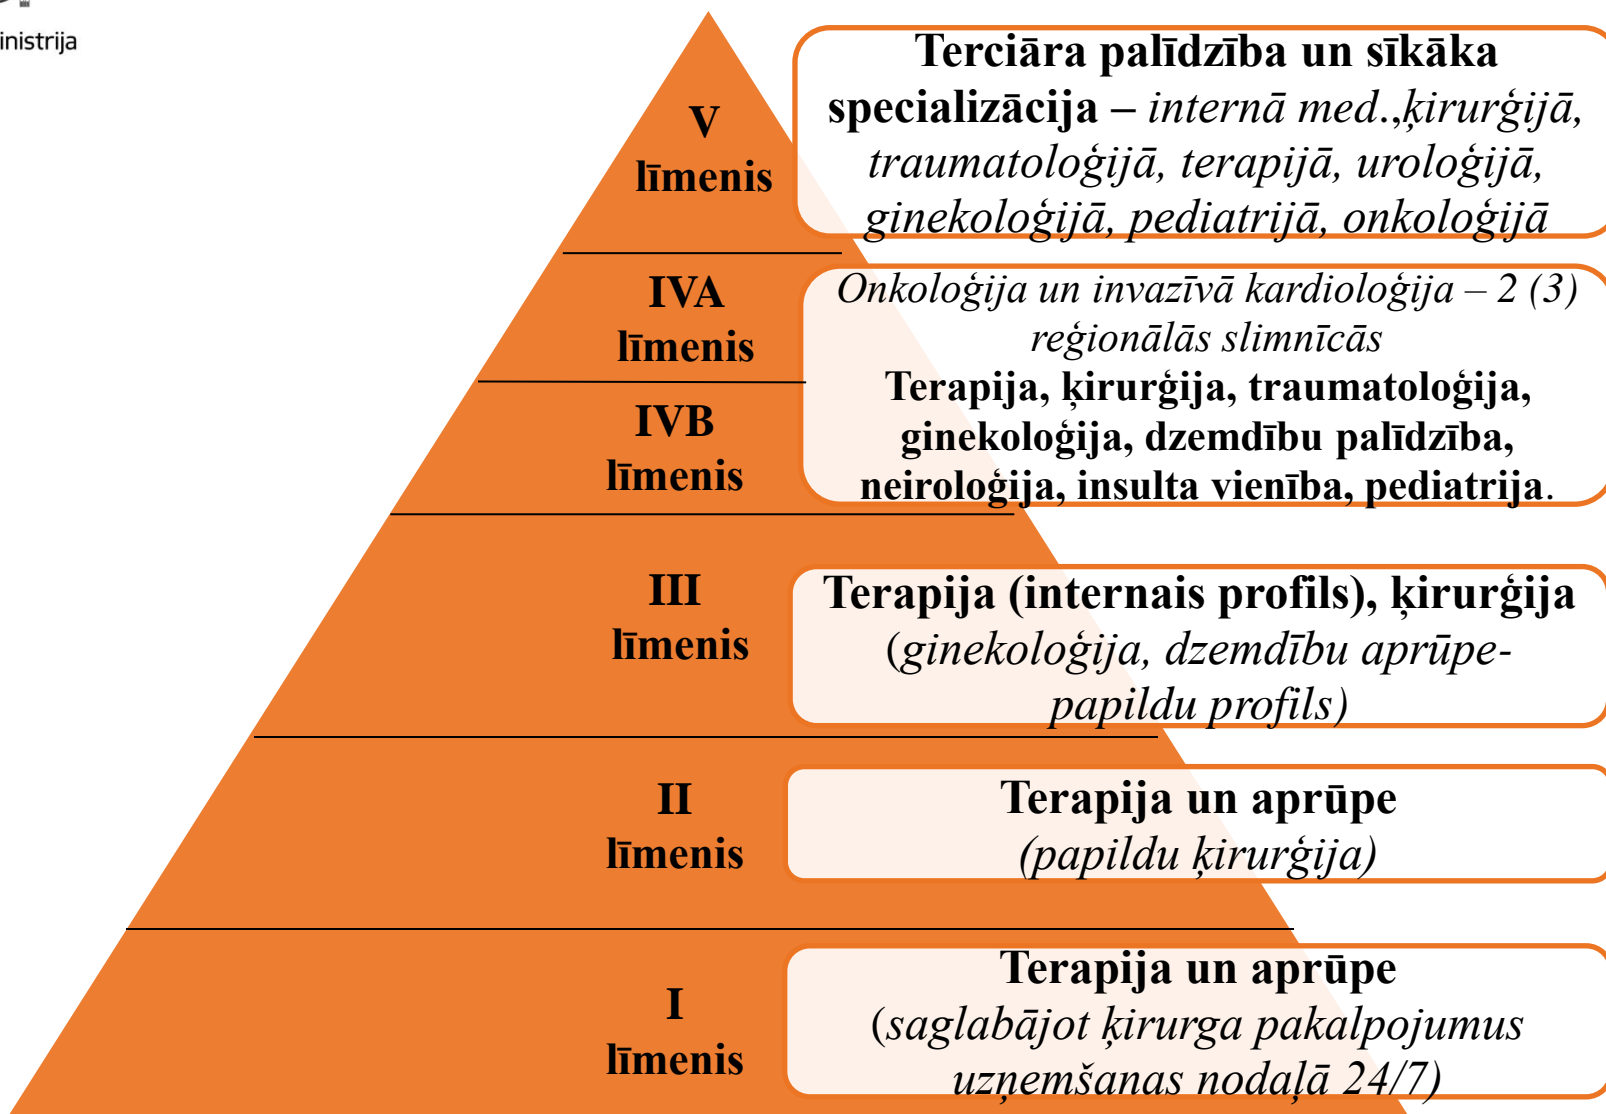 inistrija
V
līmenis
Terciāra palīdzība un sīkāka
specializācija – internā med.,ķirurģijā,
traumatoloģijā, terapijā, uroloģijā,
ginekoloģijā, pediatrijā, onkoloģijā
IVA
līmenis
IVB
līmenis
Onkoloģija un invazīvā kardioloģija – 2 (3)
reģionālās slimnīcās
Terapija, ķirurģija, traumatoloģija,
ginekoloģija, dzemdību palīdzība,
neiroloģija, insulta vienība, pediatrija.
III
līmenis
Terapija (internais profils), ķirurģija
(ginekoloģija, dzemdību aprūpe-
papildu profils)
II
līmenis
Terapija un aprūpe
(papildu ķirurģija)
I
līmenis
Terapija un aprūpe
(saglabājot ķirurga pakalpojumus
uzņemšanas nodaļā 24/7)